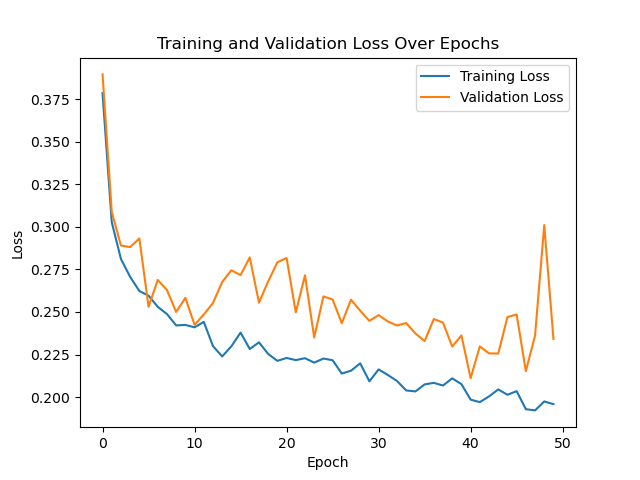 Training and Validation Loss Over Epochs
Training Loss
Validation Loss
0.375
0.350
0.325
0.300
0.275
0.250
0.225
0.200
Loss
0 10 20 30 40 50
Epoch